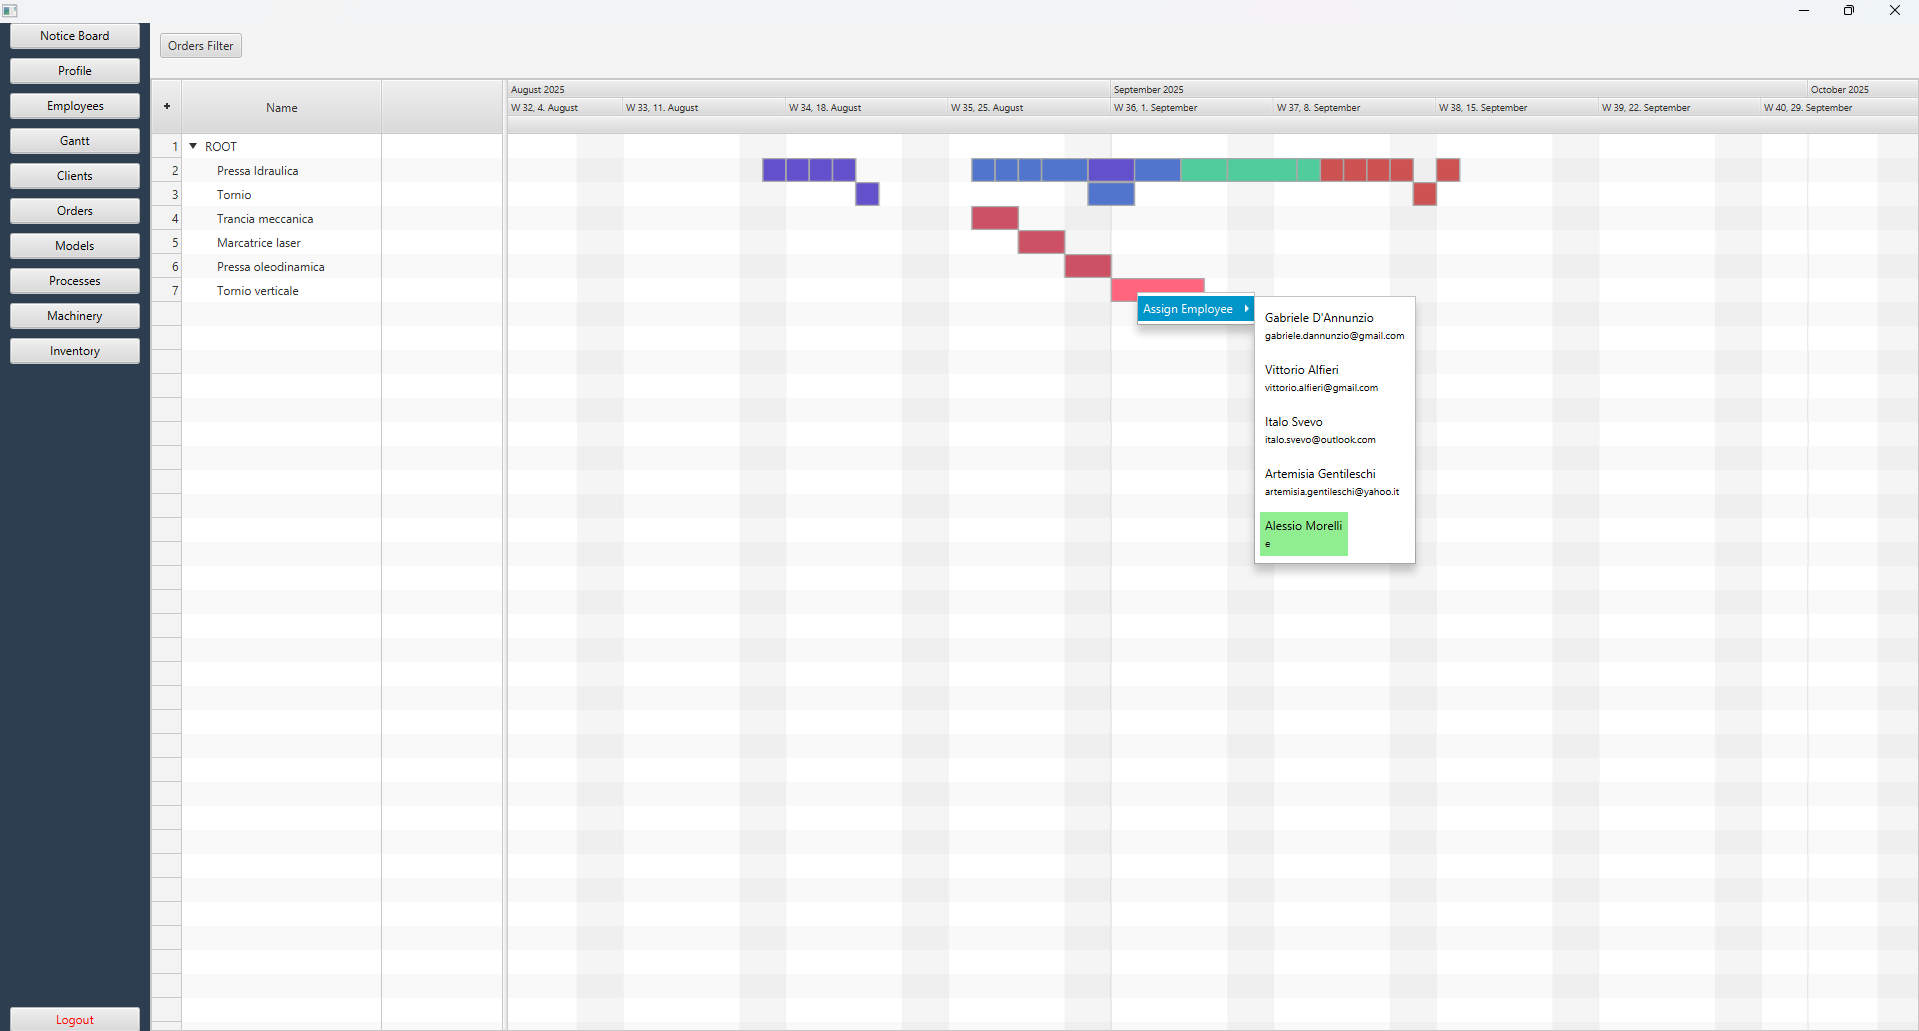 Notice Board
Profile
Employees
Gantt
Clients
Orders
Models
Processes
Machinery
Inventory
Logout
Orders Filter
+ Name
August 2025 September 2025 October 2025
W 32, 4. August W 33, 11. August W 34, 18. August W 35, 25. August W 36, 1. September W 37, 8. September W 38, 15. September W 39, 22. September W 40, 29. September
1 ROOT
2 Pressa Idraulica
3 Tornio
4 Trancia meccanica
5 Marcatrice laser
6 Pressa oleodinamica
7 Tornio verticale
Assign Employee
Gabriele D'Annunzio
gabriele.dannunzio@gmail.com
Vittorio Alfieri
vittorio.alfieri@gmail.com
Italo Svevo
italo.svevo@outlook.com
Artemisia Gentileschi
artemisia.gentileschi@yahoo.it
Alessio Morelli
e